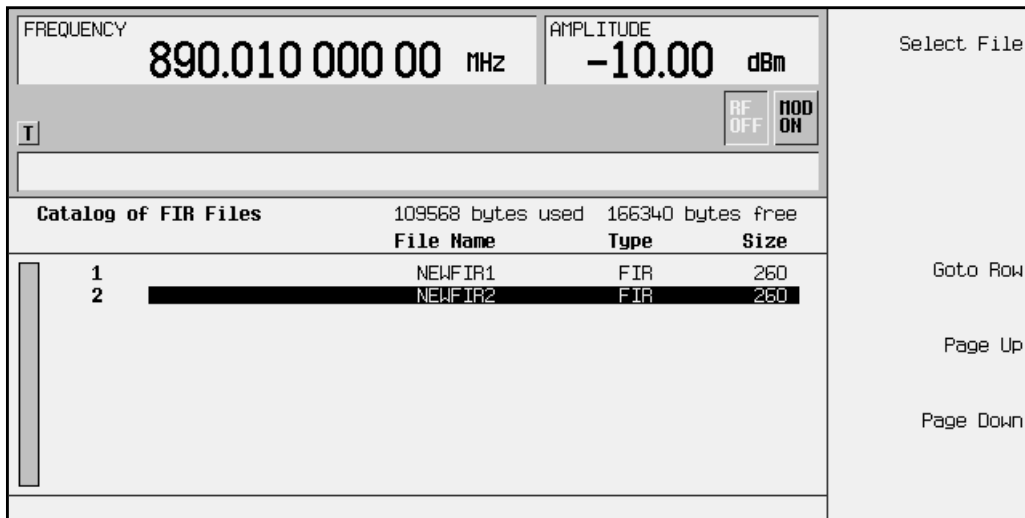 FREQUENCY
890.010 000 00 MHz
AMPLITUDE
-10.00 dBm
Select File
RF OFF
MOD ON
T
Catalog of FIR Files 109568 bytes used 166340 bytes free
File Name Type Size
1 NEWFIR1 FIR 260
2 NEWFIR2 FIR 260
Goto Row
Page Up
Page Down